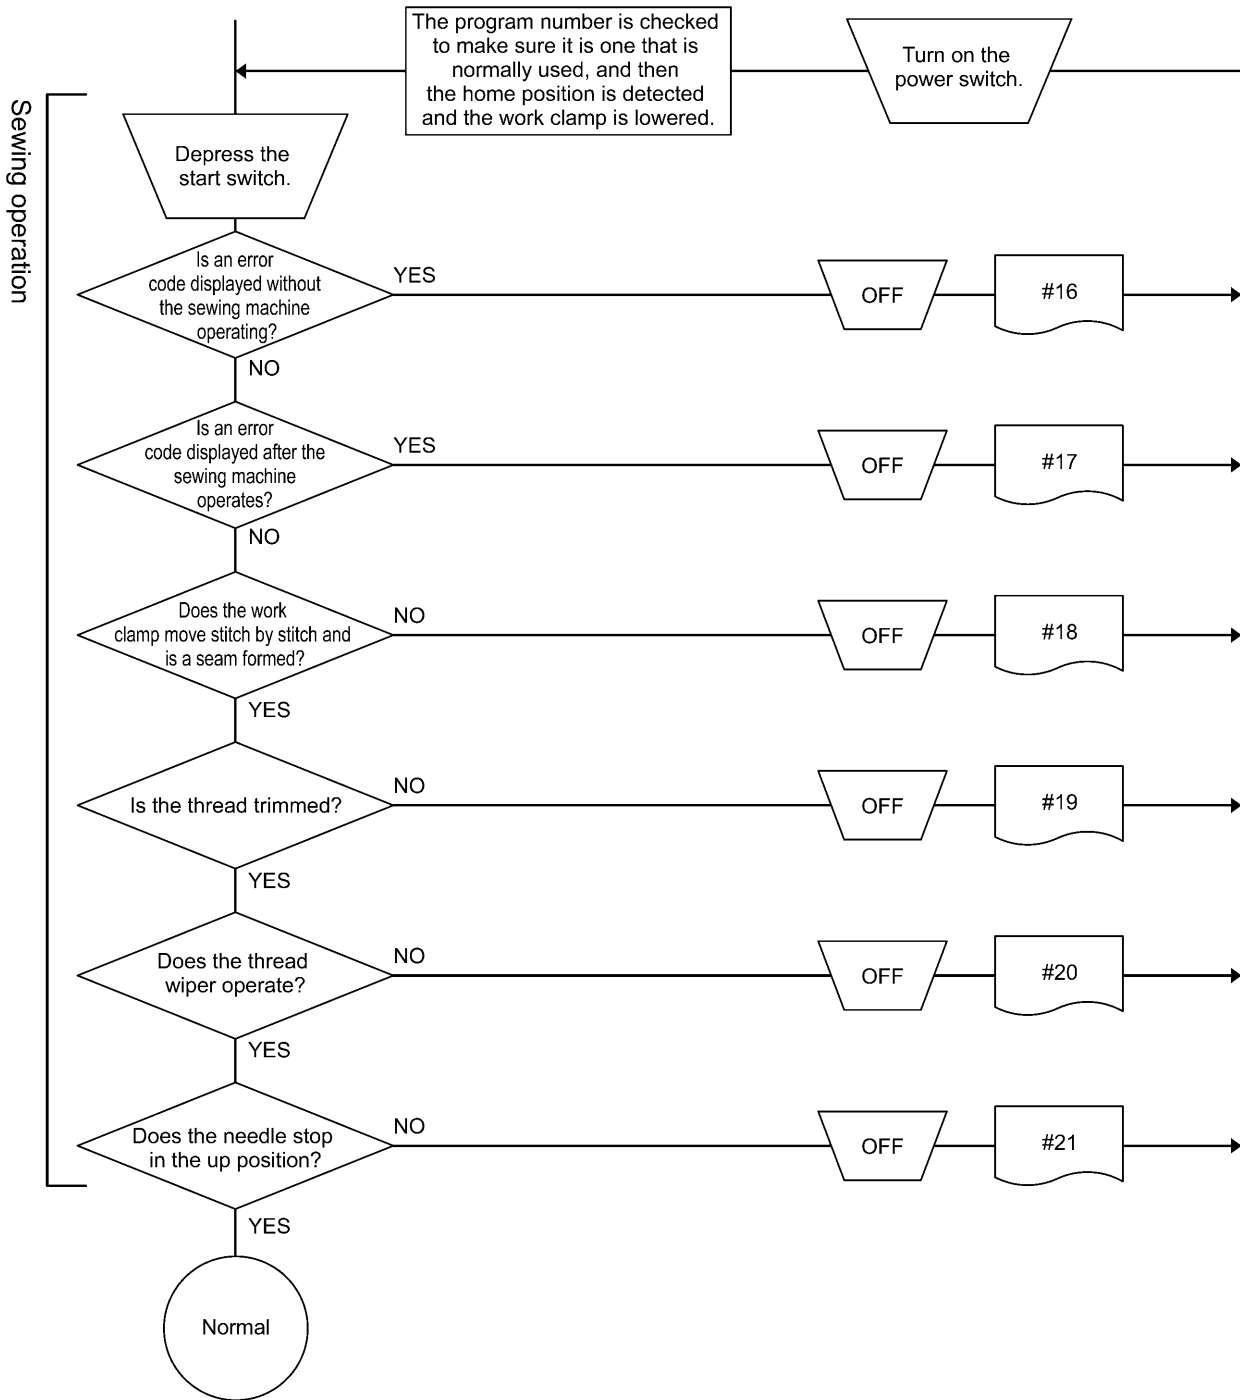 The program number is checked
to make sure it is one that is
normally used, and then
the home position is detected
and the work clamp is lowered.
Turn on the
power switch.
Sewing operation
Depress the
start switch.
Is an error
code displayed without
the sewing machine
operating?
YES
OFF
#16
NO
Is an error
code displayed after the
sewing machine
operates?
YES
OFF
#17
NO
Does the work
clamp move stitch by stitch and
is a seam formed?
NO
OFF
#18
YES
Is the thread trimmed?
NO
OFF
#19
YES
Does the thread
wiper operate?
NO
OFF
#20
YES
Does the needle stop
in the up position?
NO
OFF
#21
YES
Normal